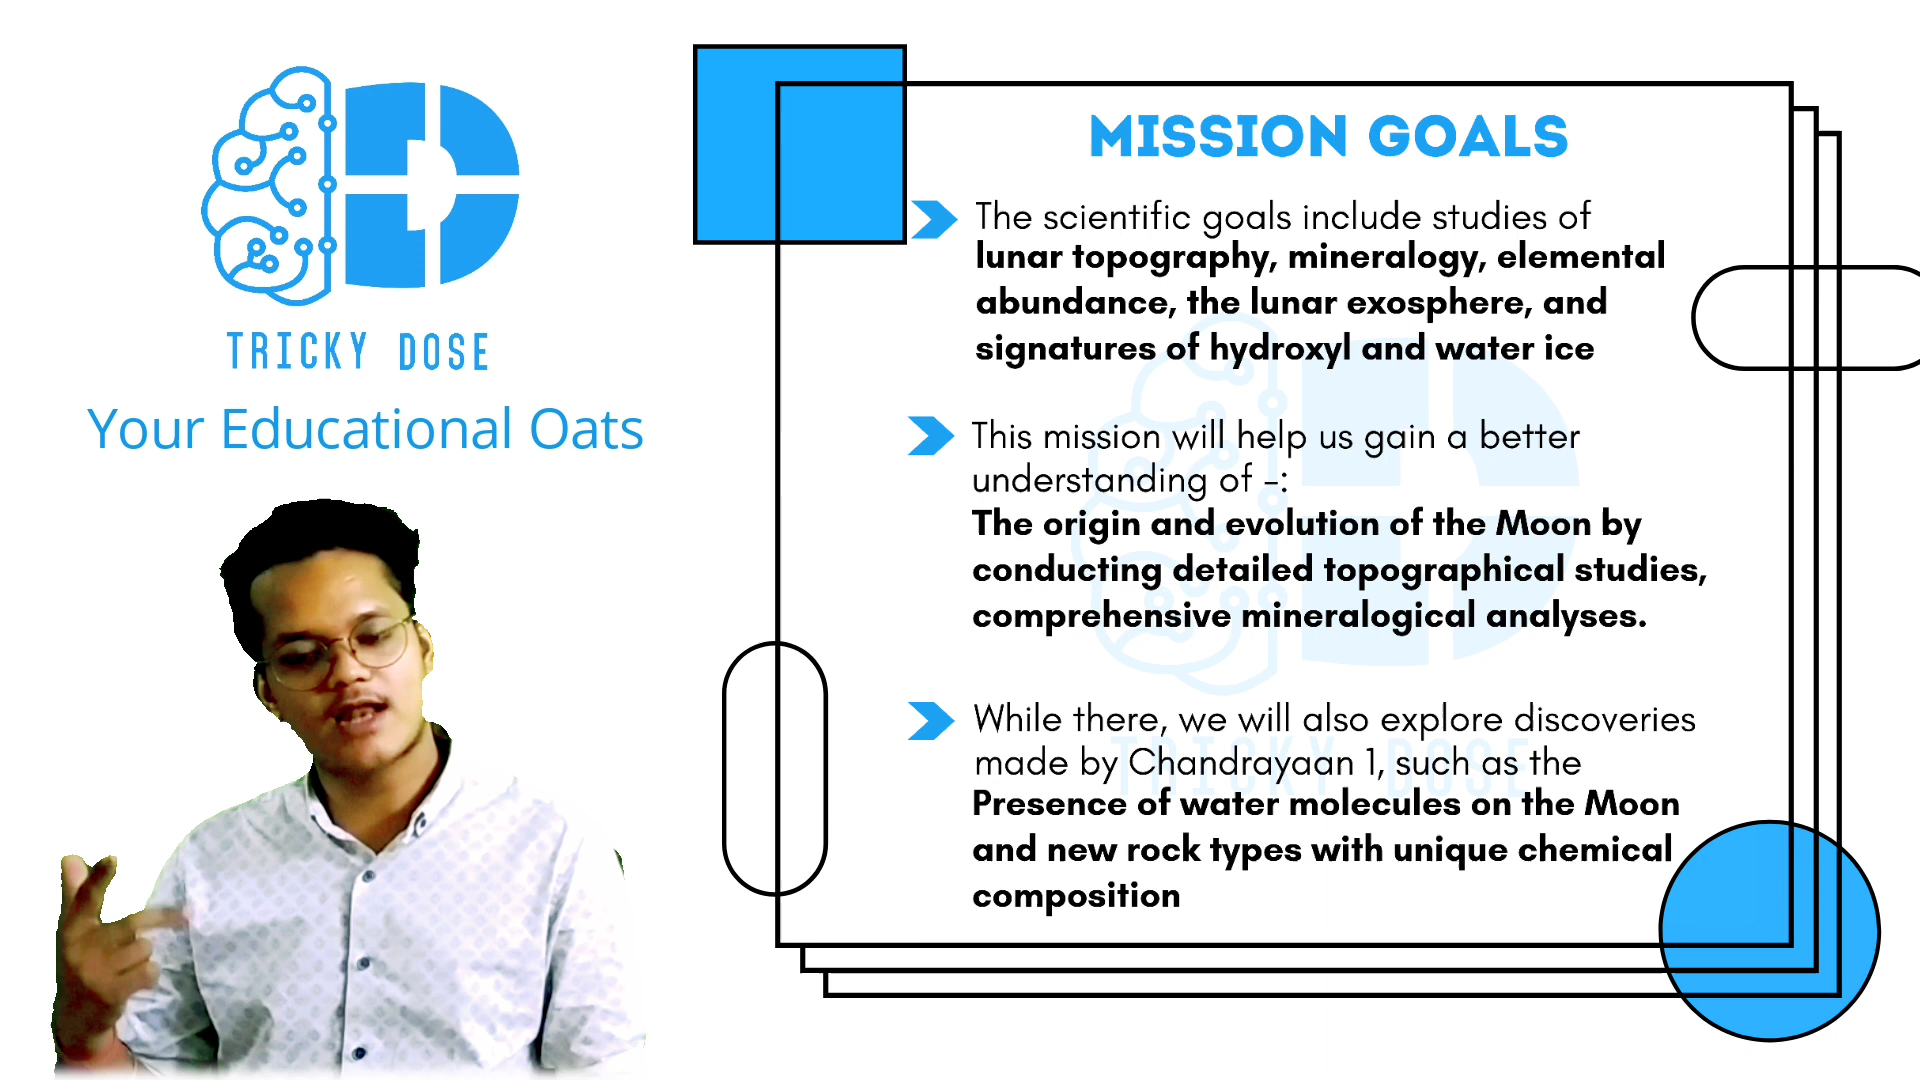 TRICKY DOSE
Your Educational Oats
MISSION GOALS
The scientific goals include studies of
lunar topography, mineralogy, elemental
abundance, the lunar exosphere, and
signatures of hydroxyl and water ice
This mission will help us gain a better
understanding of -:
The origin and evolution of the Moon by
conducting detailed topographical studies,
comprehensive mineralogical analyses.
While there, we will also explore discoveries
made by Chandrayaan 1, such as the
Presence of water molecules on the Moon
and new rock types with unique chemical
composition
TRICKY DOSE